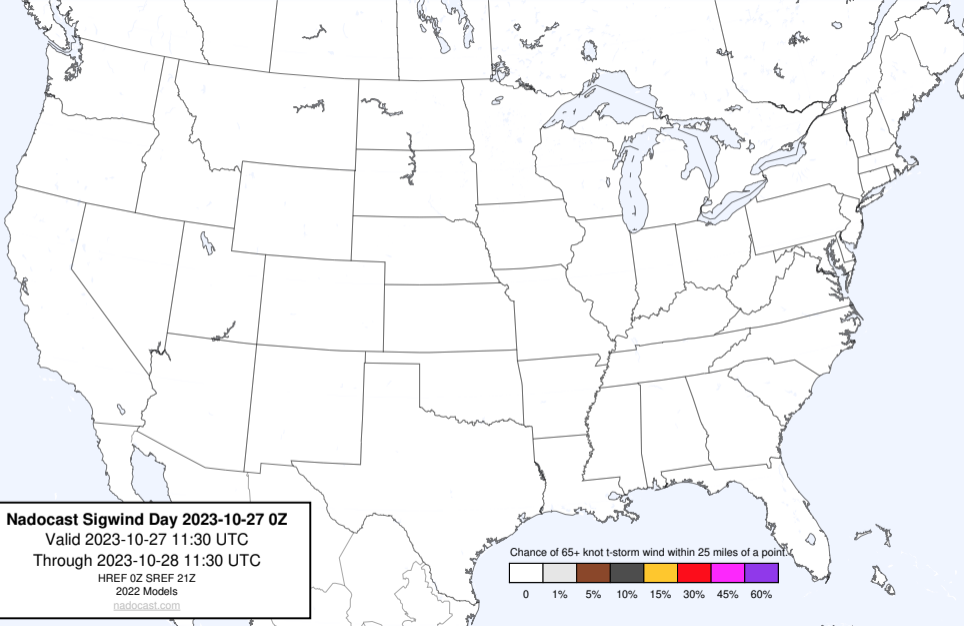 Nadocast Sigwind Day 2023-10-27 0Z
Valid 2023-10-27 11:30 UTC
Through 2023-10-28 11:30 UTC
HREF 0Z SREF 21Z
2022 Models
nadocast.com
Chance of 65+ knot t-storm wind within 25 miles of a point.
0 1% 5% 10% 15% 30% 45% 60%